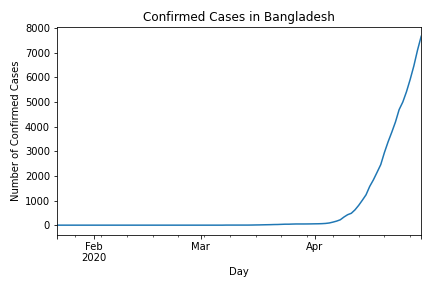 Confirmed Cases in Bangladesh
Number of Confirmed Cases
8000
7000
6000
5000
4000
3000
2000
1000
0
Feb
2020
Mar
Apr
Day